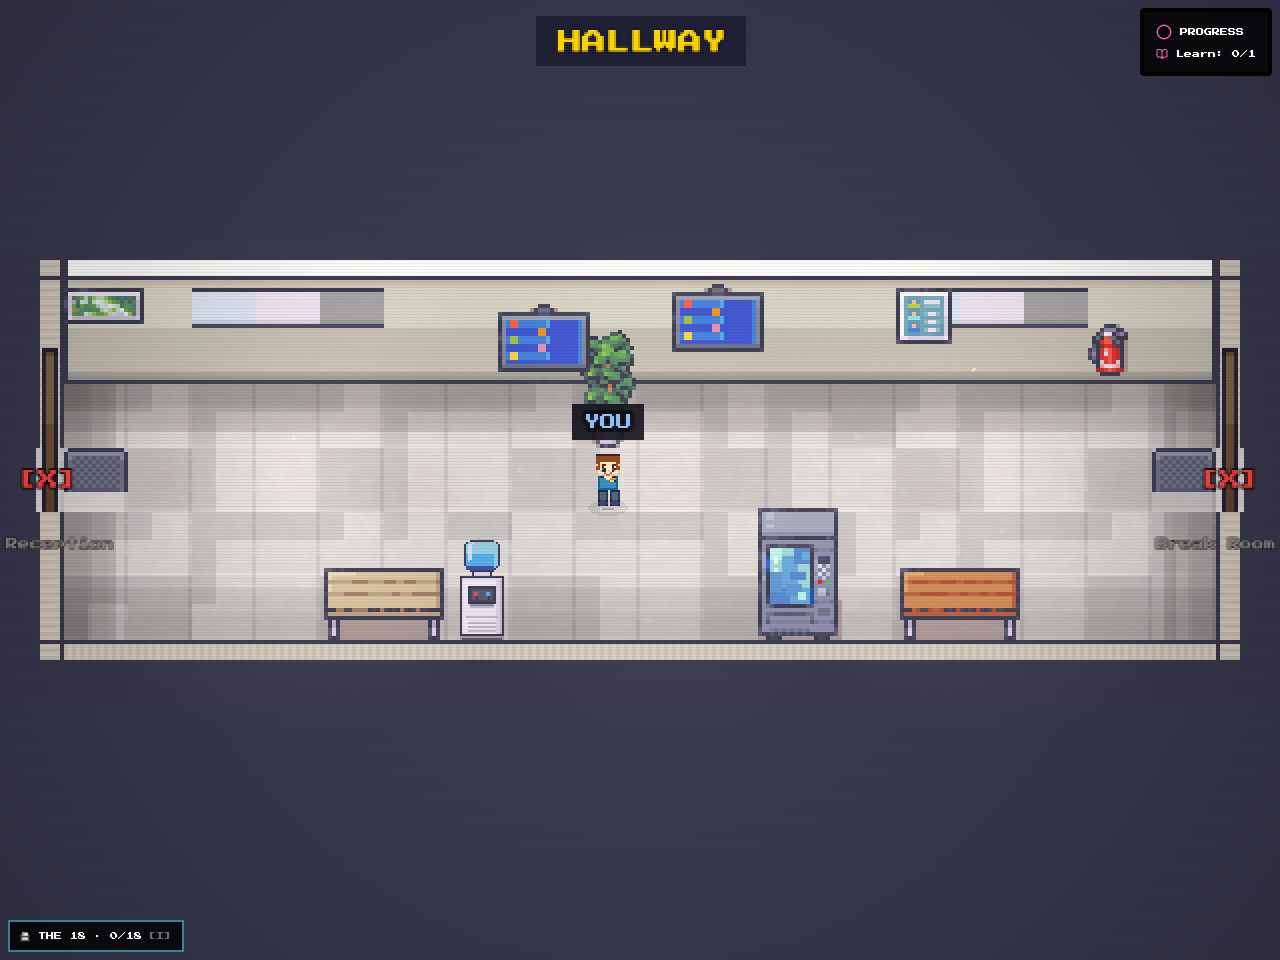 HALLWAY
PROGRESS
Learn: 0/1
YOU
[X]
[X]
Reception
Break Room
THE 18 · 0/18 [I]